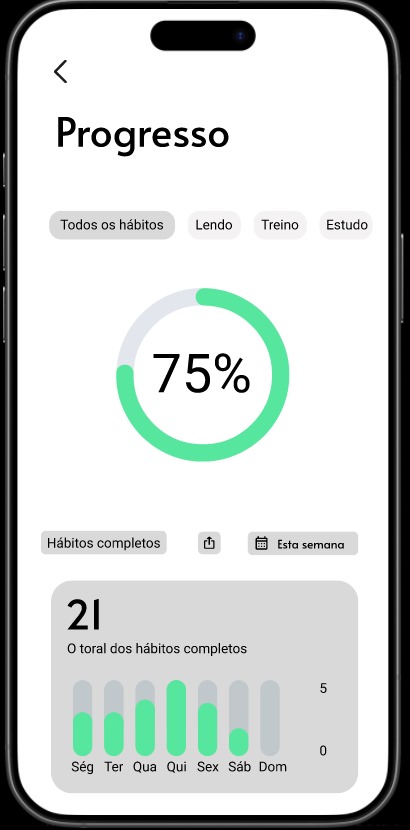 Progresso
Todos os hábitos Lendo Treino Estudo
75%
Hábitos completos Esta semana
21
O toral dos hábitos completos
5
0
Ség Ter Qua Qui Sex Sáb Dom